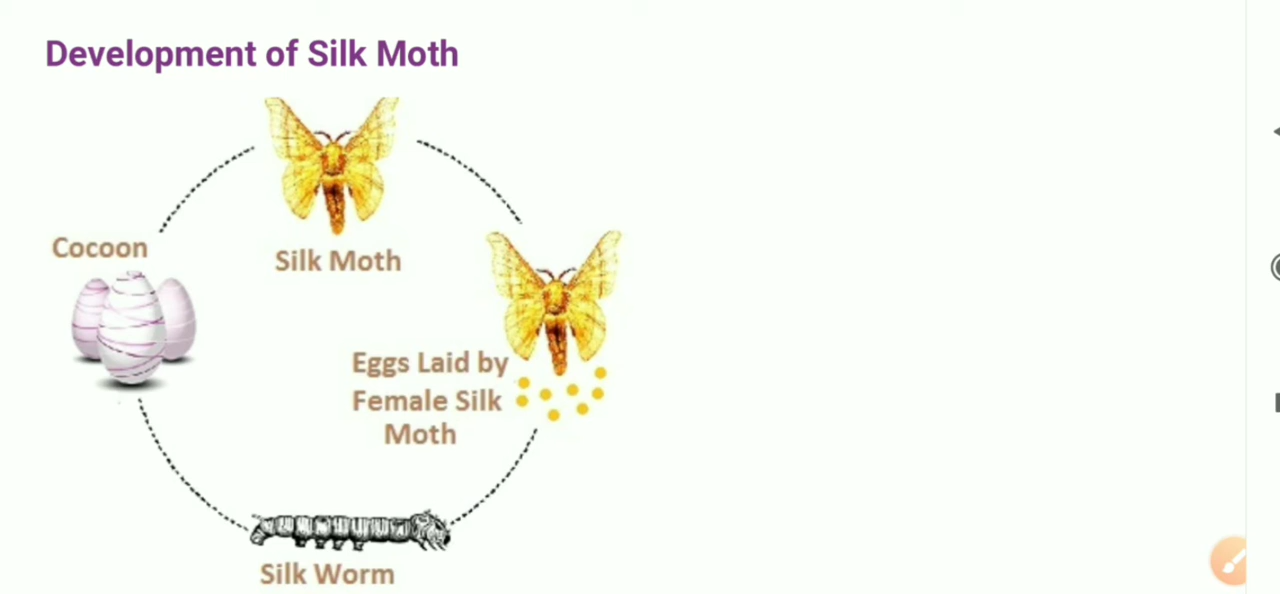 Development of Silk Moth
Cocoon
Silk Moth
Eggs Laid by
Female Silk
Moth
Silk Worm